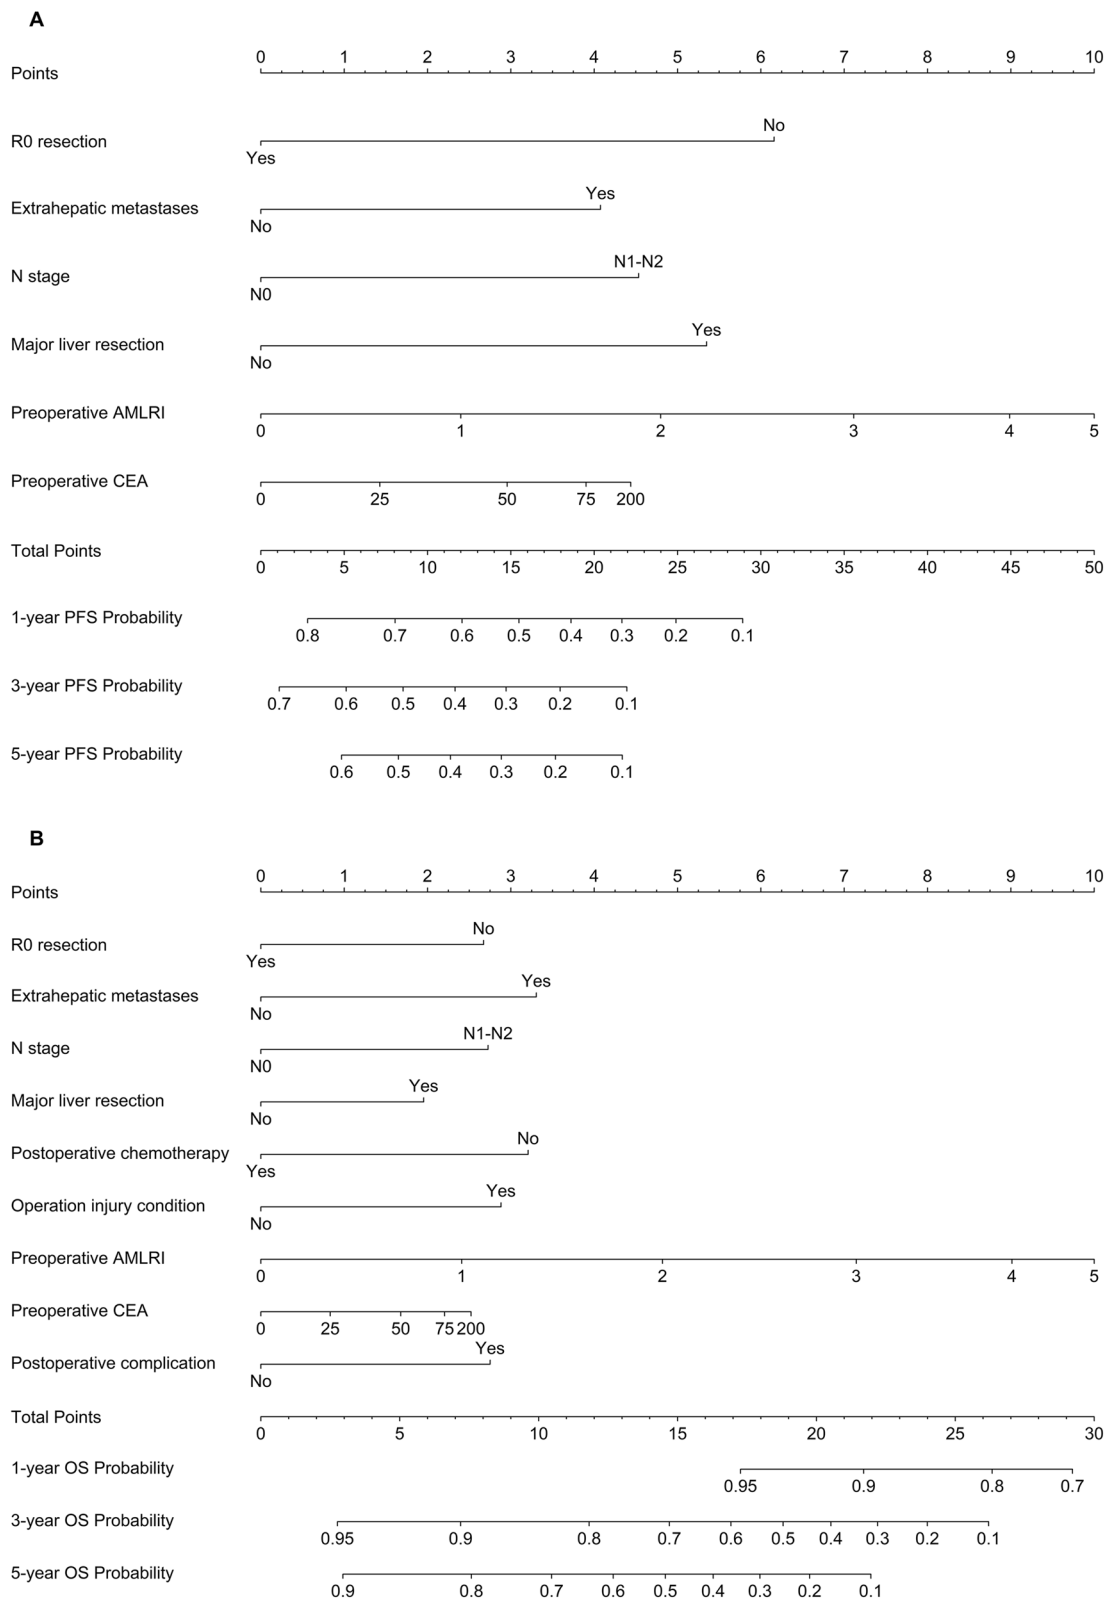 A
0 1 2 3 4 5 6 7 8 9 10
Points
No
R0 resection
Yes
Yes
Extrahepatic metastases
No
N1-N2
N stage
N0
Yes
Major liver resection
No
Preoperative AMLRI
0 1 2 3 4 5
Preoperative CEA
0 25 50 75 200
Total Points
0 5 10 15 20 25 30 35 40 45 50
1-year PFS Probability
0.8 0.7 0.6 0.5 0.4 0.3 0.2 0.1
3-year PFS Probability
0.7 0.6 0.5 0.4 0.3 0.2 0.1
5-year PFS Probability
0.6 0.5 0.4 0.3 0.2 0.1
B
0 1 2 3 4 5 6 7 8 9 10
Points
No
R0 resection
Yes
Yes
Extrahepatic metastases
No
N1-N2
N stage
N0
Yes
Major liver resection
No
No
Postoperative chemotherapy
Yes
Yes
Operation injury condition
No
Preoperative AMLRI
0 1 2 3 4 5
Preoperative CEA
0 25 50 75 200
Yes
Postoperative complication
No
Total Points
0 5 10 15 20 25 30
1-year OS Probability
0.95 0.9 0.8 0.7
3-year OS Probability
0.95 0.9 0.8 0.7 0.6 0.5 0.4 0.3 0.2 0.1
5-year OS Probability
0.9 0.8 0.7 0.6 0.5 0.4 0.3 0.2 0.1